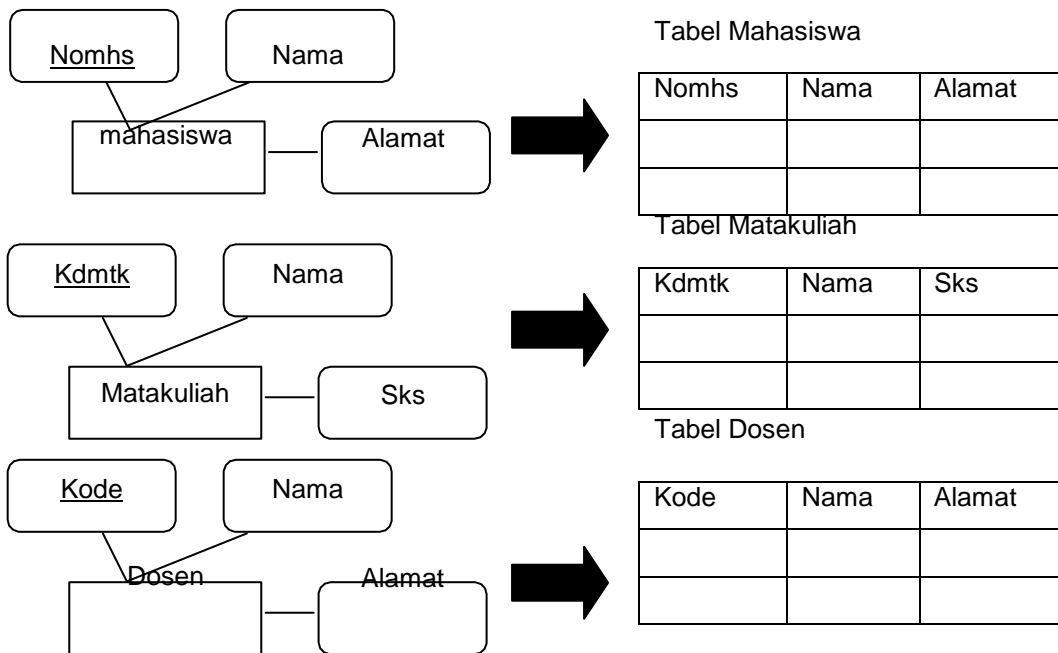 Nomhs Nama
mahasiswa Alamat
Tabel Mahasiswa
Nomhs Nama Alamat
Kdmtk Nama
Matakuliah Sks
Tabel Matakuliah
Kdmtk Nama Sks
Kode Nama
Dosen Alamat
Tabel Dosen
Kode Nama Alamat